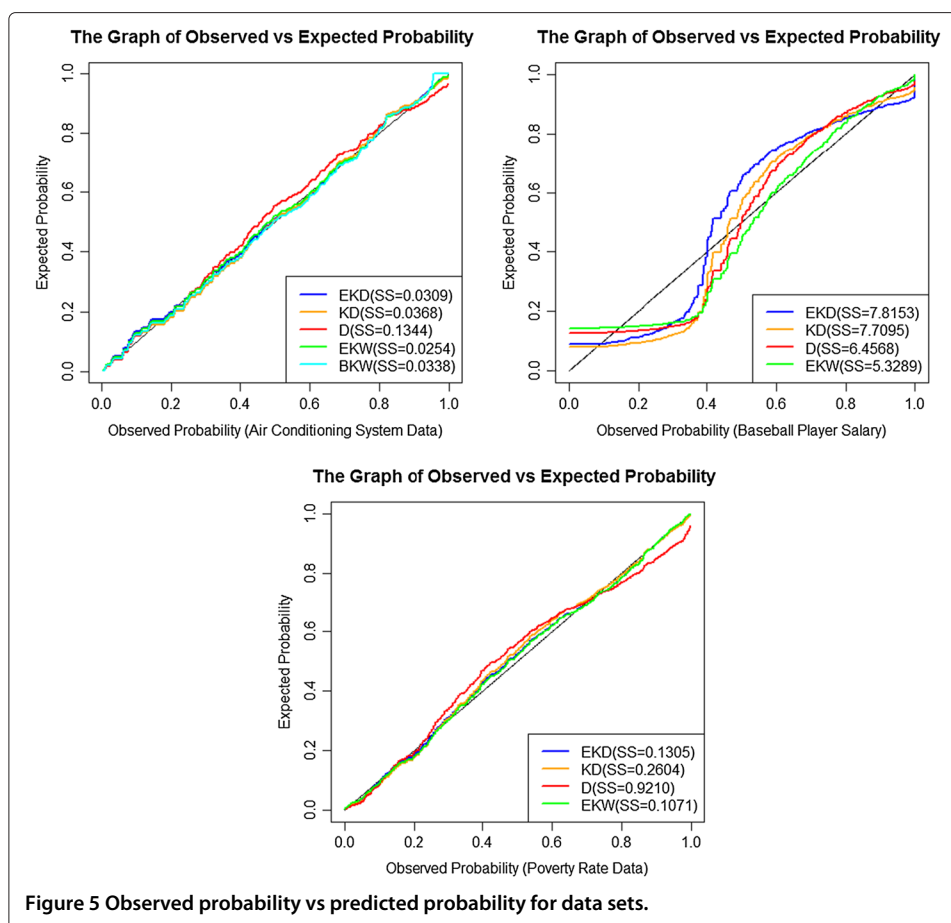 The Graph of Observed vs Expected Probability
Expected Probability
0.0 0.2 0.4 0.6 0.8 1.0
EKD(SS=0.0309)
KD(SS=0.0368)
D(SS=0.1344)
EKW(SS=0.0254)
BKW(SS=0.0338)
0.0 0.2 0.4 0.6 0.8 1.0
Observed Probability (Air Conditioning System Data)
The Graph of Observed vs Expected Probability
Expected Probability
0.0 0.2 0.4 0.6 0.8 1.0
EKD(SS=7.8153)
KD(SS=7.7095)
D(SS=6.4568)
EKW(SS=5.3289)
0.0 0.2 0.4 0.6 0.8 1.0
Observed Probability (Baseball Player Salary)
The Graph of Observed vs Expected Probability
Expected Probability
0.0 0.2 0.4 0.6 0.8 1.0
EKD(SS=0.1305)
KD(SS=0.2604)
D(SS=0.9210)
EKW(SS=0.1071)
0.0 0.2 0.4 0.6 0.8 1.0
Observed Probability (Poverty Rate Data)
Figure 5 Observed probability vs predicted probability for data sets.